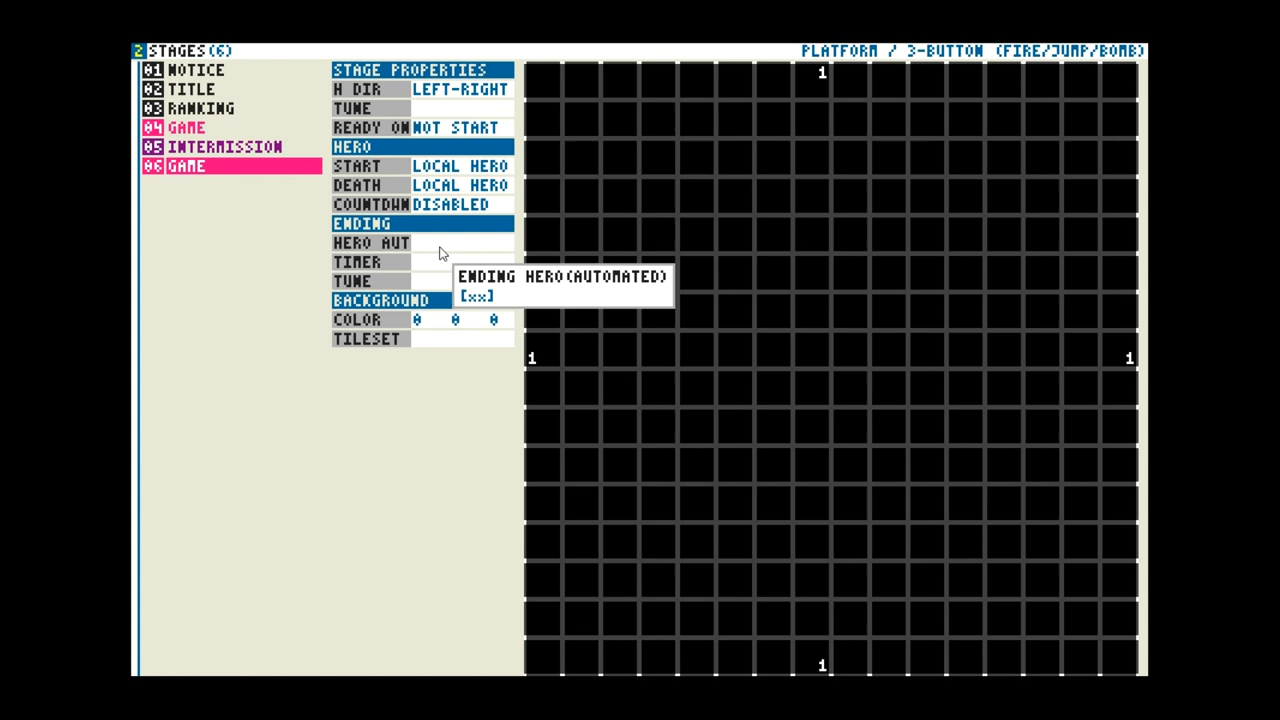 2 STAGES(6) PLATFORM / 3-BUTTON (FIRE/JUMP/BOMB)
01 NOTICE
02 TITLE
03 RANKING
04 GAME
05 INTERMISSION
06 GAME
STAGE PROPERTIES
H DIR LEFT-RIGHT
TUNE
READY ON NOT START
HERO
START LOCAL HERO
DEATH LOCAL HERO
COUNTDWN DISABLED
ENDING
HERO AUT
TIMER
TUNE
BACKGROUND
COLOR 0 0 0
TILESET
ENDING HERO(AUTOMATED)
[xx]
1
1 1
1